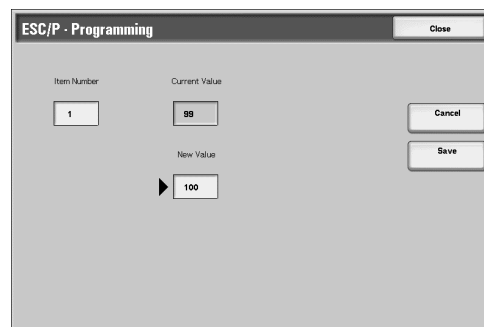 ESC/P - Programming
Close
Item Number
Current Value
1
99
Cancel
New Value
Save
100